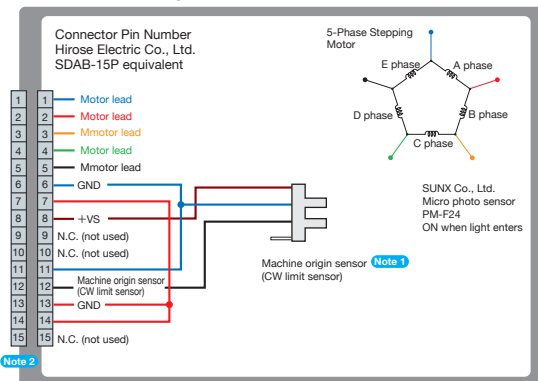 Connector Pin Number
Hirose Electric Co., Ltd.
SDAB-15P equivalent
5-Phase Stepping
Motor
E phase
A phase
D phase
B phase
C phase
1 1 Motor lead
2 2 Motor lead
3 3 Mmotor lead
4 4 Motor lead
5 5 Mmotor lead
6 6 GND
7 7
8 8 +VS
9 9 N.C. (not used)
10 10 N.C. (not used)
11 11
12 12 Machine origin sensor
(CW limit sensor)
13 13 GND
14 14
15 15 N.C. (not used)
SUNX Co., Ltd.
Micro photo sensor
PM-F24
ON when light enters
Machine origin sensor Note 1
(CW limit sensor)
Note 2